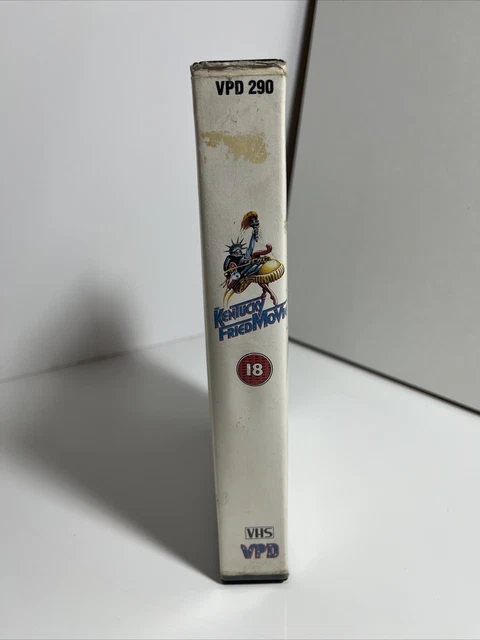 VPD 290
KENTUCKY
FRIED MOVIE
18
VHS
VPD